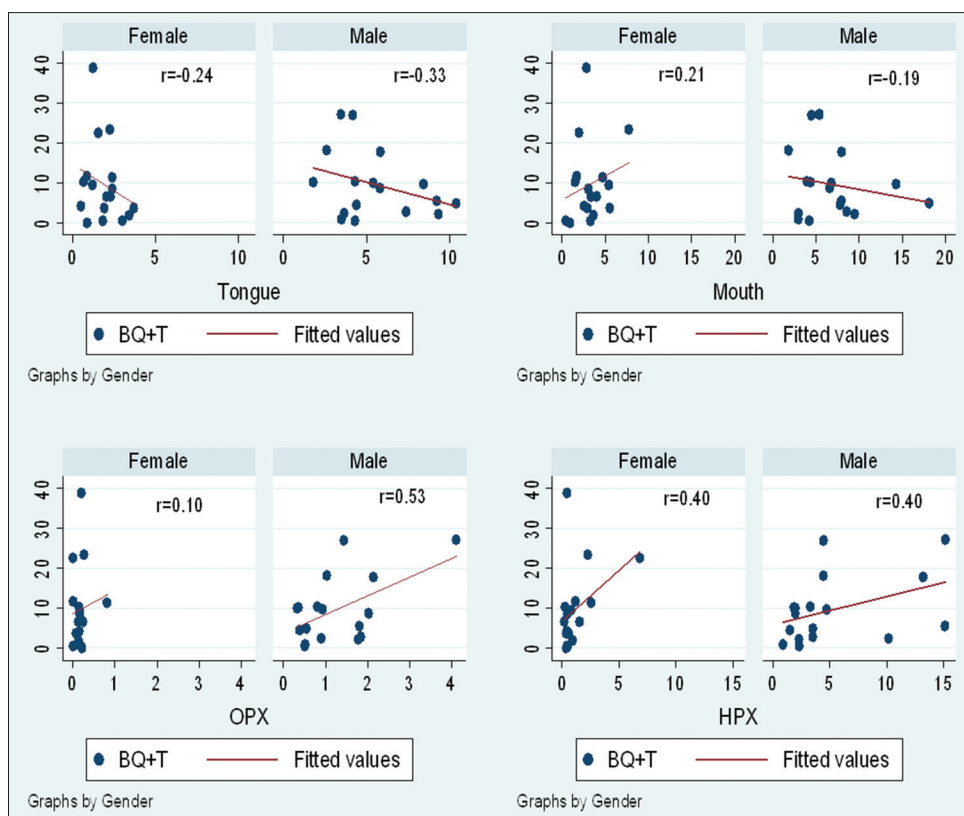 Female Male Female Male
r=-0.24 r=-0.33 r=0.21 r=-0.19
0 10 20 30 40
0 5 10 0 5 10
Tongue
BQ+T Fitted values
Graphs by Gender
0 10 20 30 40
0 5 10 15 20 0 5 10 15 20
Mouth
BQ+T Fitted values
Graphs by Gender
Female Male Female Male
r=0.10 r=0.53 r=0.40 r=0.40
0 10 20 30 40
0 1 2 3 4 0 1 2 3 4
OPX
BQ+T Fitted values
Graphs by Gender
0 10 20 30 40
0 5 10 15 0 5 10 15
HPX
BQ+T Fitted values
Graphs by Gender